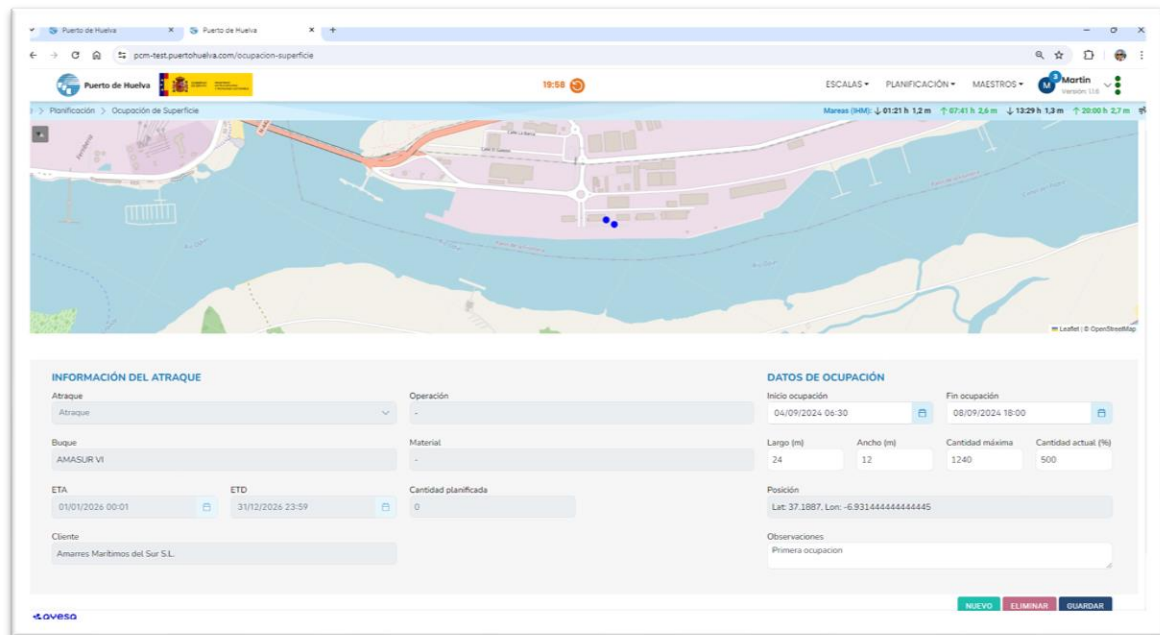 Puerto de Huelva
Puerto de Huelva
pcm-test.puertohuelva.com/ocupacion-superficie
Puerto de Huelva
19:58
ESCALAS
PLANIFICACIÓN
MAESTROS
M
3
Martin
Versión: 1.1.6
> Planificación > Ocupación de Superficie
Mareas (IHM): ↓ 01:21 h 1,2 m ↑ 07:41 h 2,6 m ↓ 13:29 h 1,3 m ↑ 20:00 h 2,7 m
Leaflet | © OpenStreetMap
INFORMACIÓN DEL ATRAQUE
Atraque
Atraque
Operación
-
Buque
AMASUR VI
Material
-
ETA
01/01/2026 00:01
ETD
31/12/2026 23:59
Cantidad planificada
0
Cliente
Amarres Marítimos del Sur S.L.
DATOS DE OCUPACIÓN
Inicio ocupación
04/09/2024 06:30
Fin ocupación
08/09/2024 18:00
Largo (m)
24
Ancho (m)
12
Cantidad máxima
1240
Cantidad actual (%)
500
Posición
Lat: 37.1887, Lon: -6.931444444444445
Observaciones
Primera ocupacion
NUEVO
ELIMINAR
GUARDAR
avesa